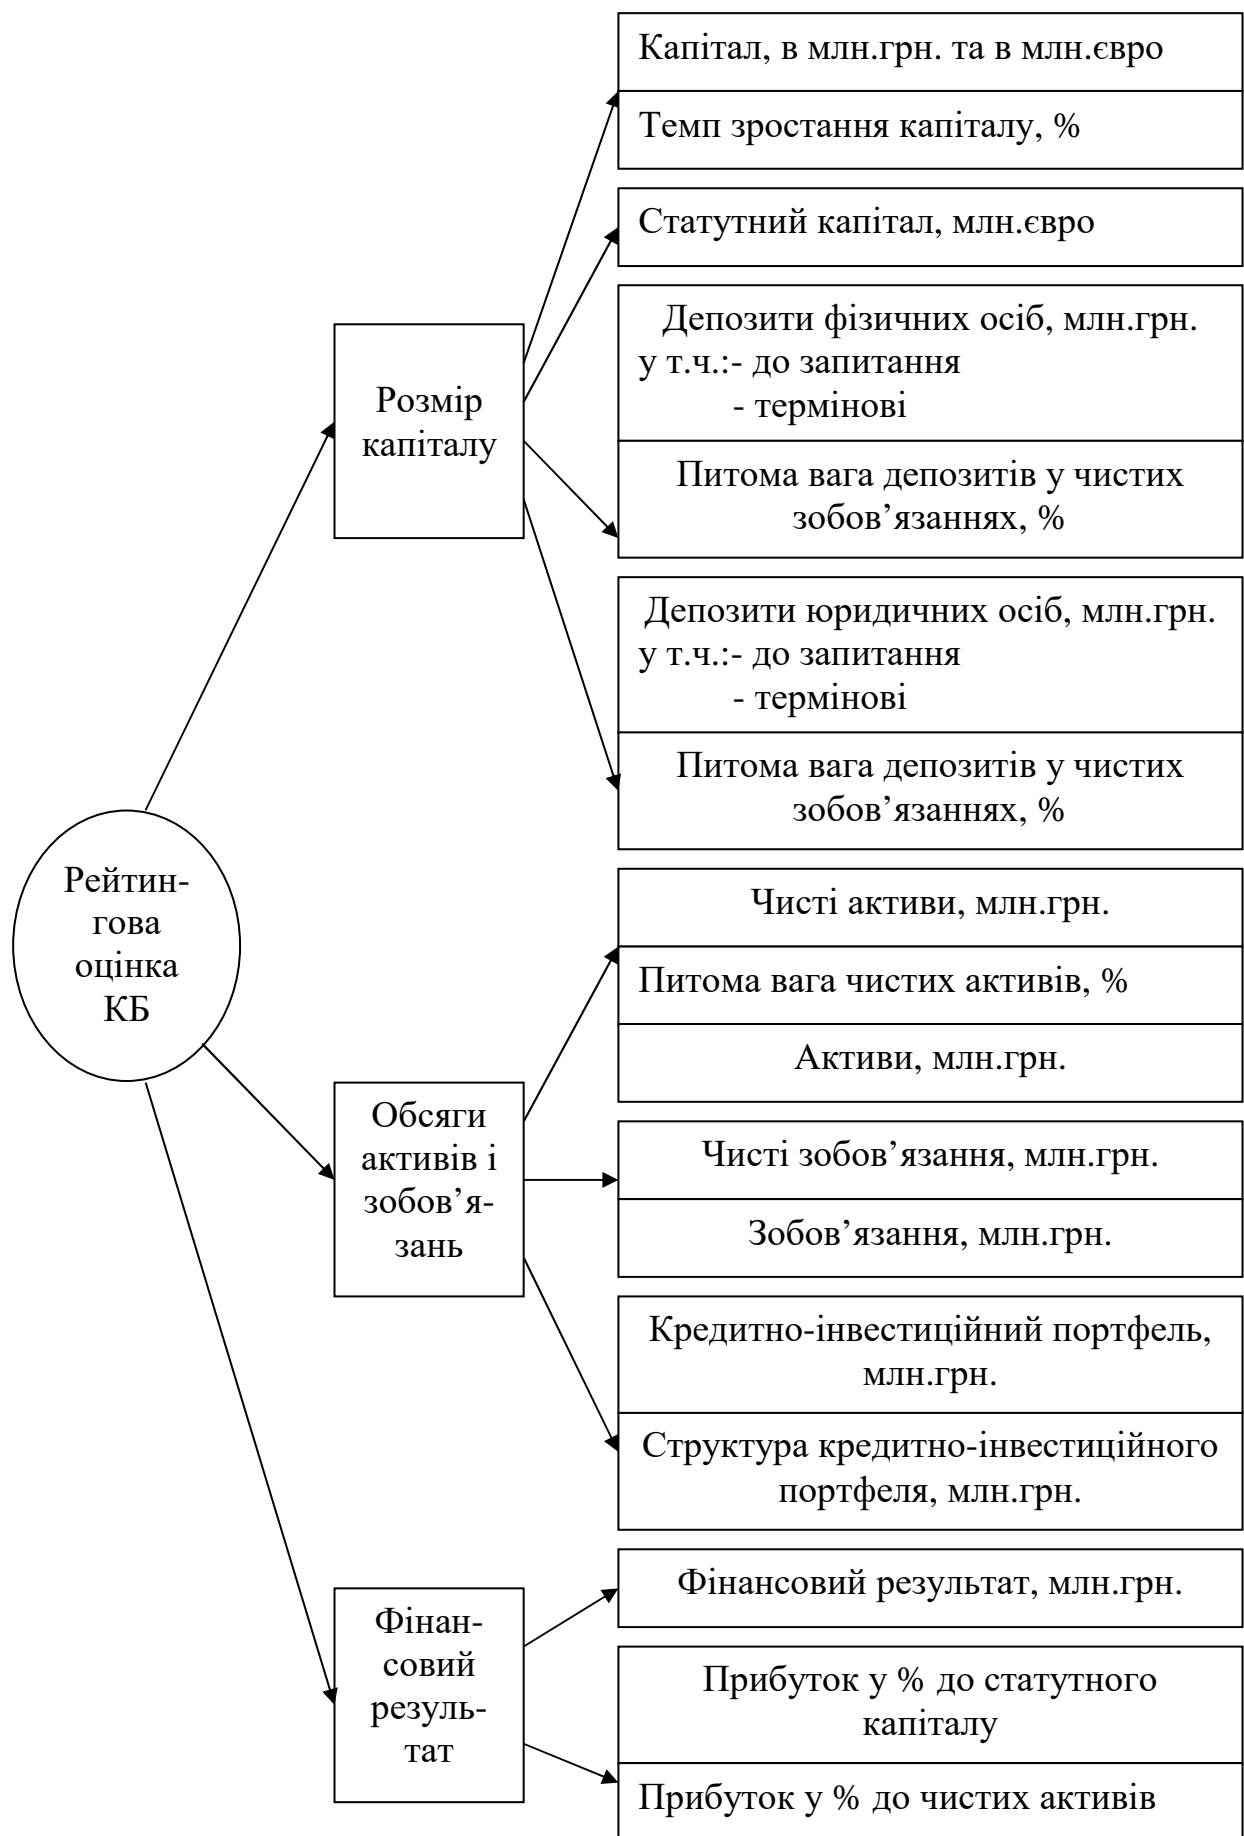 Капітал, в млн.грн. та в млн.євро
Темп зростання капіталу, %
Статутний капітал, млн.євро
Депозити фізичних осіб, млн.грн.
у т.ч.:- до запитання
- термінові
Питома вага депозитів у чистих
зобов’язаннях, %
Розмір
капіталу
Депозити юридичних осіб, млн.грн.
у т.ч.:- до запитання
- термінові
Питома вага депозитів у чистих
зобов’язаннях, %
Рейтин-
гова
оцінка
КБ
Чисті активи, млн.грн.
Питома вага чистих активів, %
Активи, млн.грн.
Обсяги
активів і
зобов’я-
зань
Чисті зобов’язання, млн.грн.
Зобов’язання, млн.грн.
Кредитно-інвестиційний портфель,
млн.грн.
Структура кредитно-інвестиційного
портфеля, млн.грн.
Фінан-
совий
резуль-
тат
Фінансовий результат, млн.грн.
Прибуток у % до статутного
капіталу
Прибуток у % до чистих активів